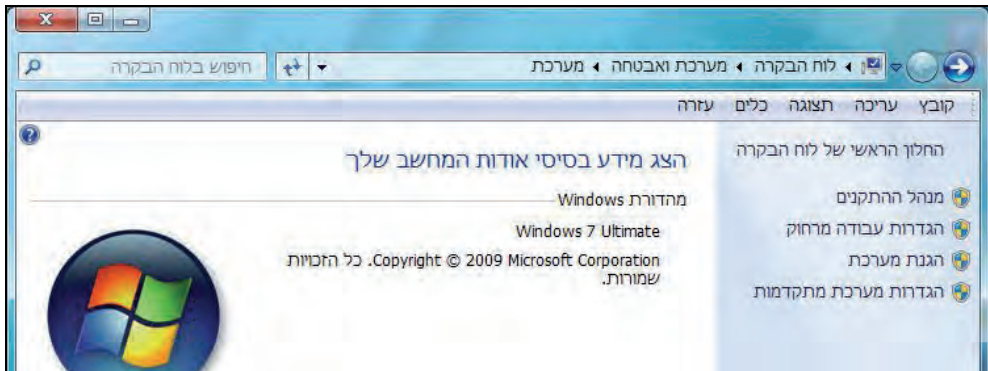 לוח הבקרה ◂ מערכת ואבטחה ◂ מערכת
חיפוש בלוח הבקרה
קובץ עריכה תצוגה כלים עזרה
החלון הראשי של לוח הבקרה
מנהל ההתקנים
הגדרות עבודה מרחוק
הגנת מערכת
הגדרות מערכת מתקדמות
הצג מידע בסיסי אודות המחשב שלך
מהדורת Windows
Windows 7 Ultimate
Copyright © 2009 Microsoft Corporation. כל הזכויות
שמורות.